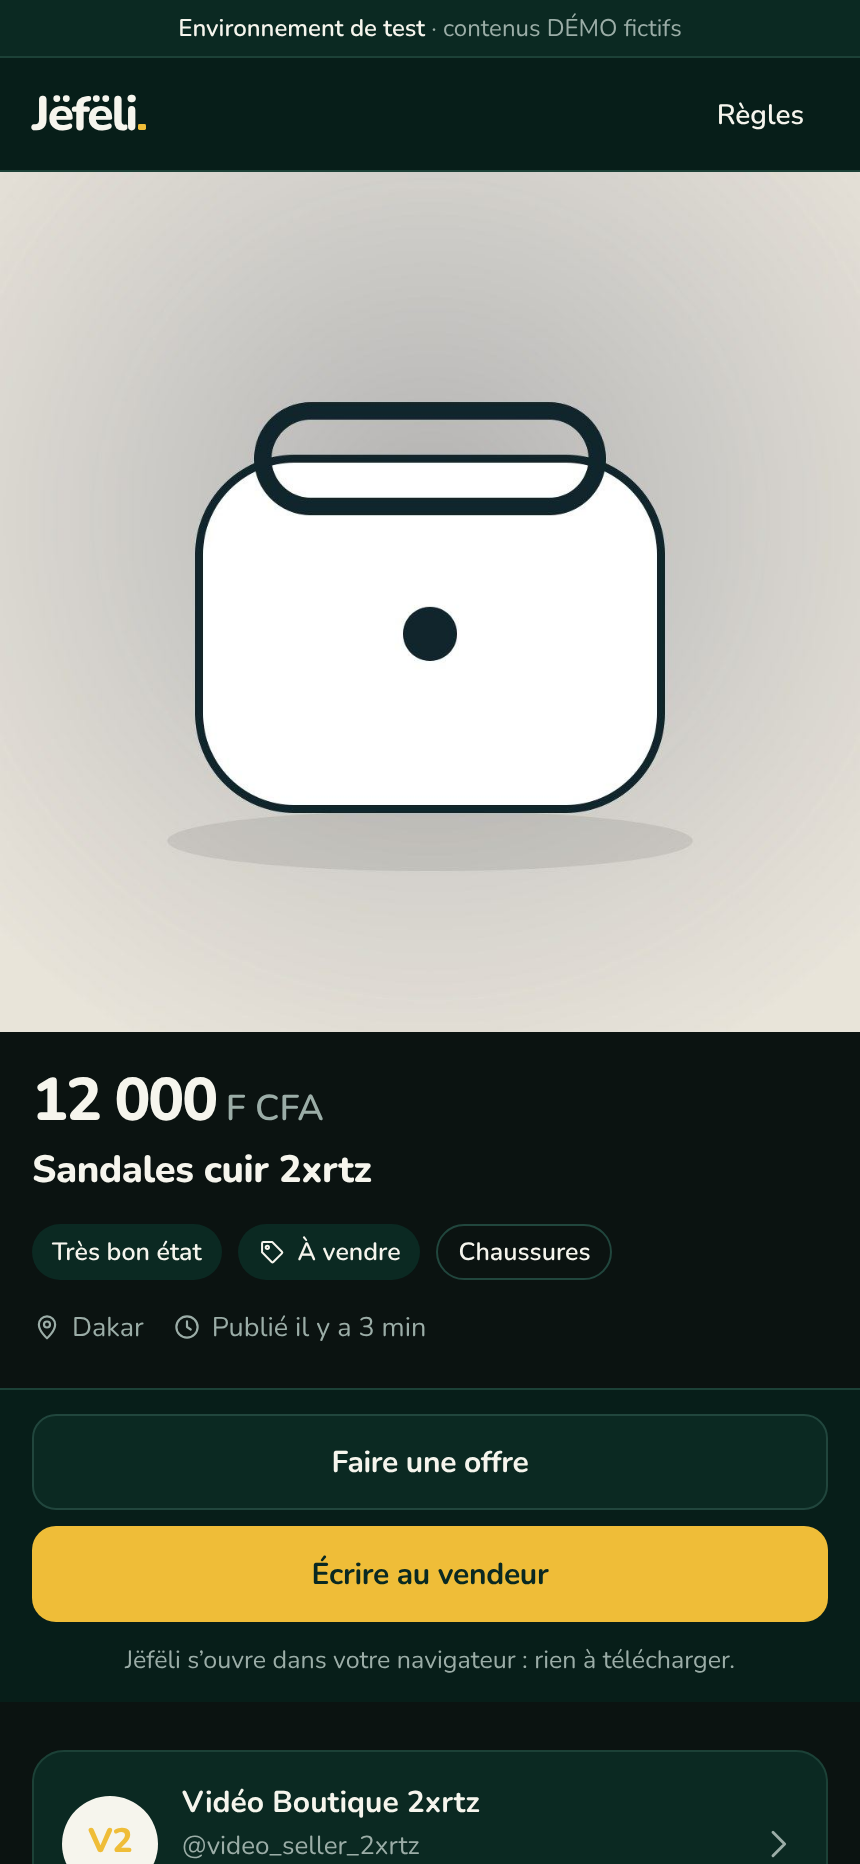 Environnement de test · contenus DÉMO fictifs
Jëfëli.
Règles
12 000 F CFA
Sandales cuir 2xrtz
Très bon état
À vendre
Chaussures
Dakar
Publié il y a 3 min
Faire une offre
Écrire au vendeur
Jëfëli s’ouvre dans votre navigateur : rien à télécharger.
V2
Vidéo Boutique 2xrtz
@video_seller_2xrtz